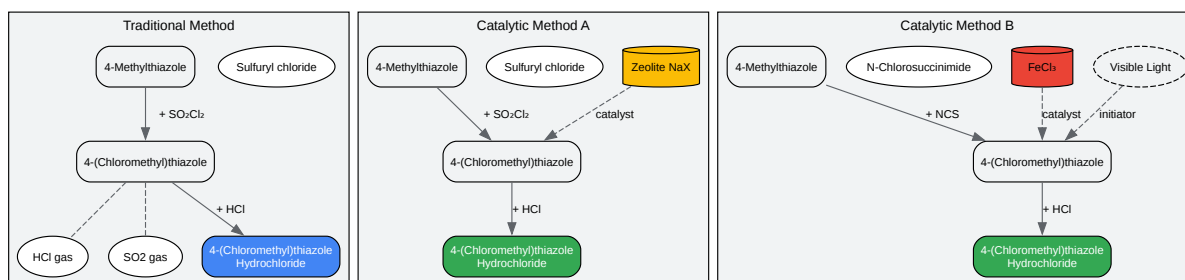 Traditional Method
4-Methylthiazole
Sulfuryl chloride
+ SO₂Cl₂
4-(Chloromethyl)thiazole
+ HCl
HCl gas
SO2 gas
4-(Chloromethyl)thiazole
Hydrochloride
Catalytic Method A
4-Methylthiazole
Sulfuryl chloride
Zeolite NaX
+ SO₂Cl₂
catalyst
4-(Chloromethyl)thiazole
+ HCl
4-(Chloromethyl)thiazole
Hydrochloride
Catalytic Method B
4-Methylthiazole
N-Chlorosuccinimide
FeCl₃
Visible Light
+ NCS
catalyst
initiator
4-(Chloromethyl)thiazole
+ HCl
4-(Chloromethyl)thiazole
Hydrochloride